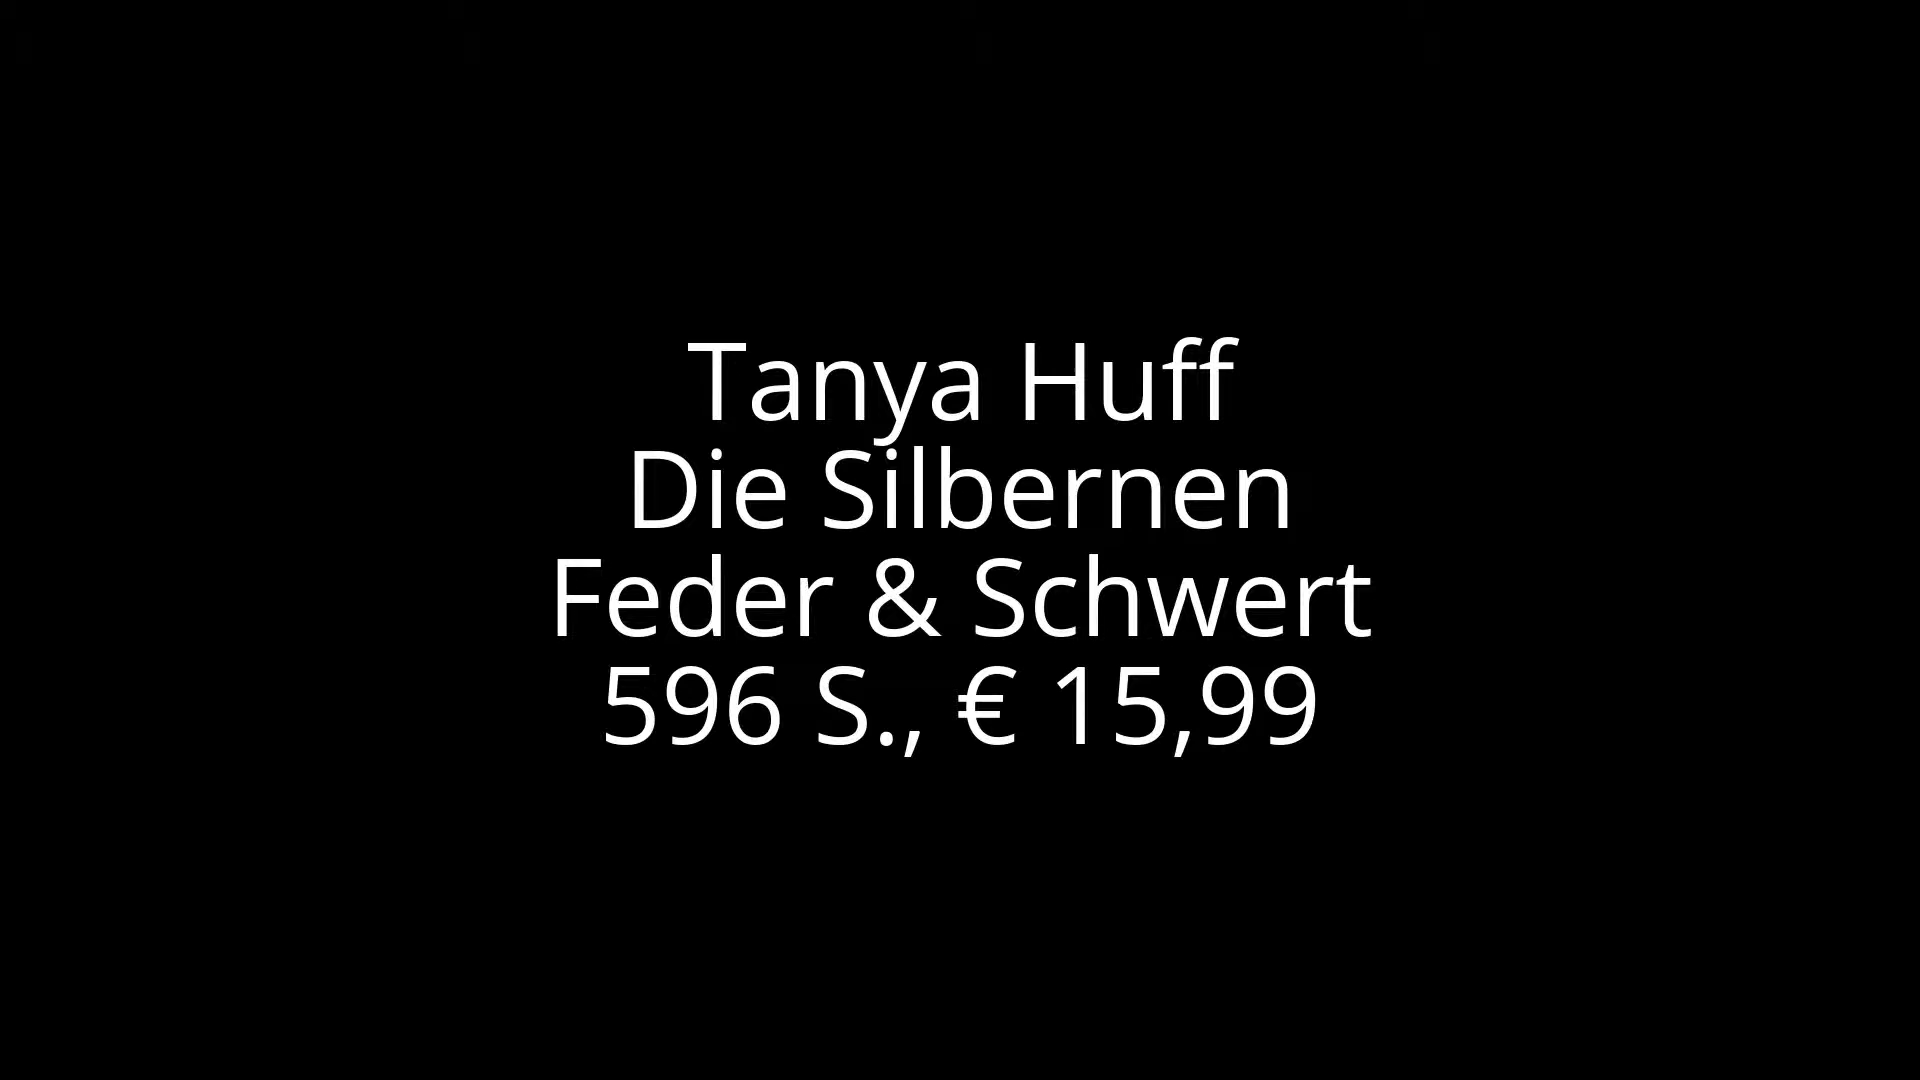 Tanya Huff
Die Silbernen
Feder & Schwert
596 S., € 15,99